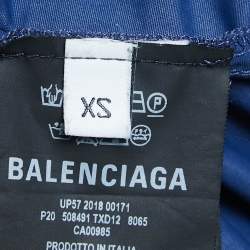 XS
P
BALENCIAGA
UP57 2018 00171
P20 508491 TXD12 8065
CA00985
PRODOTTO IN ITALIA